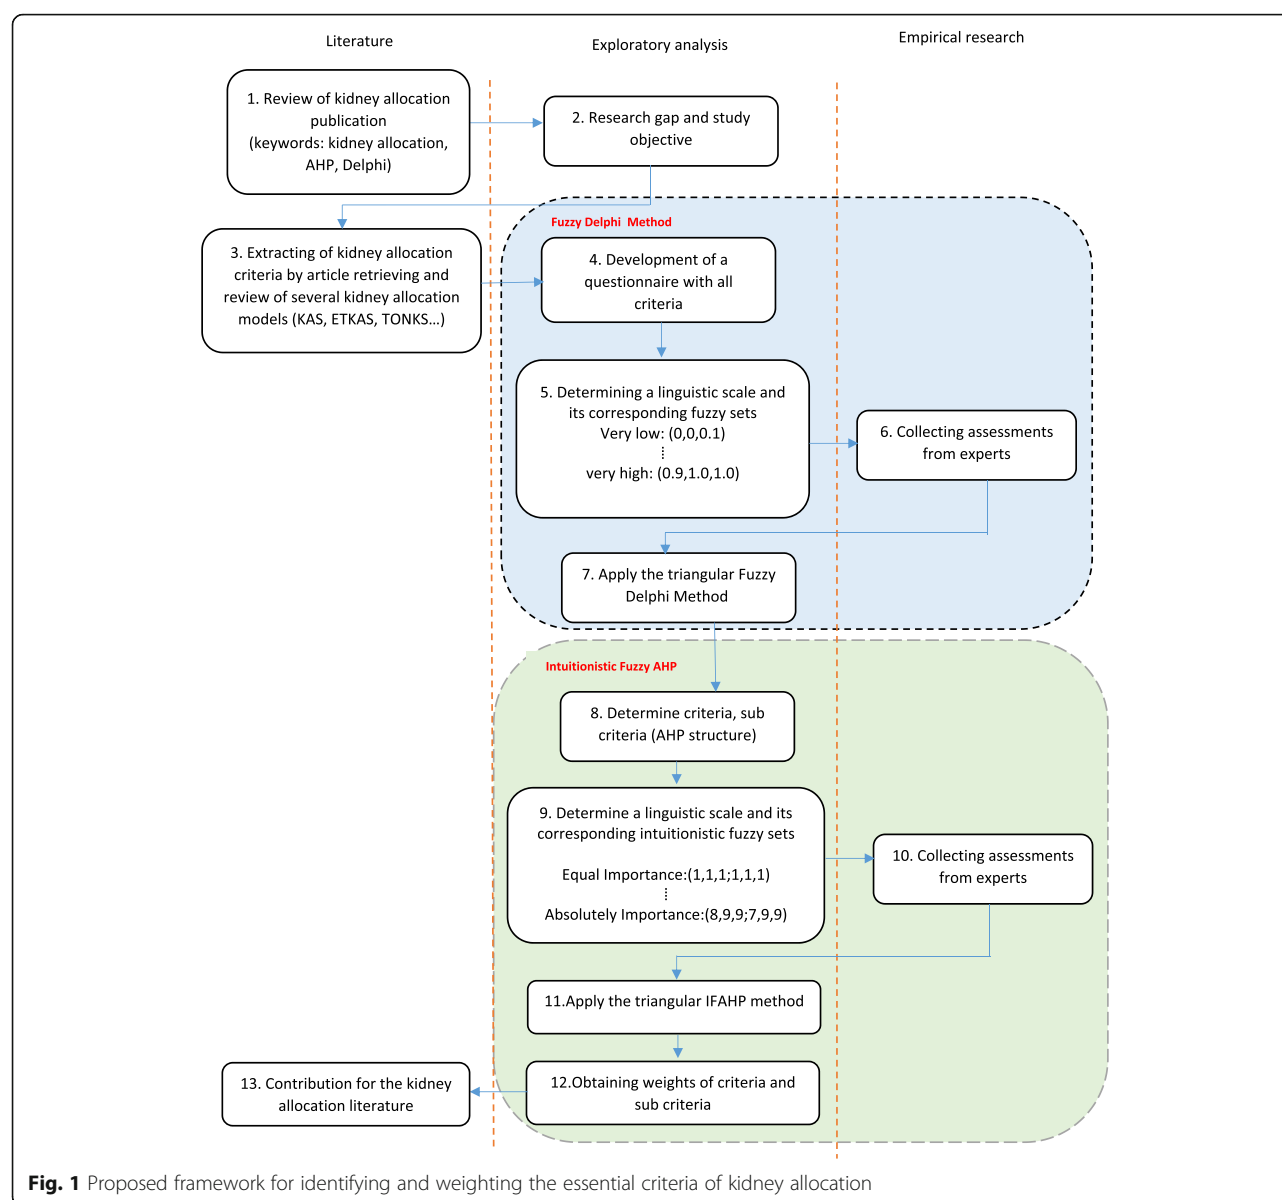 Literature
Exploratory analysis
Empirical research
1. Review of kidney allocation
publication
(keywords: kidney allocation,
AHP, Delphi)
2. Research gap and study
objective
Fuzzy Delphi Method
3. Extracting of kidney allocation
criteria by article retrieving and
review of several kidney allocation
models (KAS, ETKAS, TONKS...)
4. Development of a
questionnaire with all
criteria
5. Determining a linguistic scale and
its corresponding fuzzy sets
Very low: (0,0,0.1)
⋮
very high: (0.9,1.0,1.0)
6. Collecting assessments
from experts
7. Apply the triangular Fuzzy
Delphi Method
Intuitionistic Fuzzy AHP
8. Determine criteria, sub
criteria (AHP structure)
9. Determine a linguistic scale and its
corresponding intuitionistic fuzzy sets
Equal Importance:(1,1,1;1,1,1)
⋮
Absolutely Importance:(8,9,9;7,9,9)
10. Collecting assessments
from experts
11.Apply the triangular IFAHP method
12.Obtaining weights of criteria and
sub criteria
13. Contribution for the kidney
allocation literature
Fig. 1 Proposed framework for identifying and weighting the essential criteria of kidney allocation